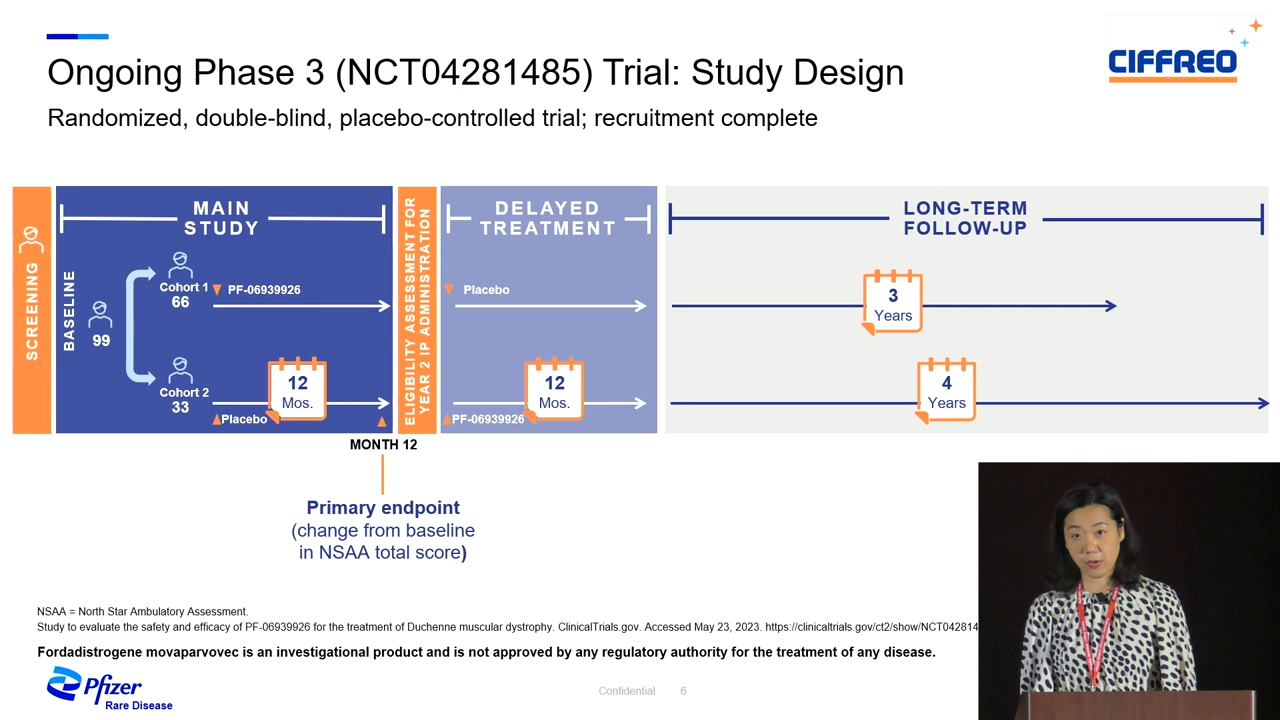 Ongoing Phase 3 (NCT04281485) Trial: Study Design
CIFFREO
Randomized, double-blind, placebo-controlled trial; recruitment complete
SCREENING
BASELINE
MAIN
STUDY
99
Cohort 1
66
PF-06939926
Cohort 2
33
Placebo
12
Mos.
ELIGIBILITY ASSESSMENT FOR
YEAR 2 IP ADMINISTRATION
DELAYED
TREATMENT
Placebo
PF-06939926
12
Mos.
LONG-TERM
FOLLOW-UP
3
Years
4
Years
MONTH 12
Primary endpoint
(change from baseline
in NSAA total score)
NSAA = North Star Ambulatory Assessment.
Study to evaluate the safety and efficacy of PF-06939926 for the treatment of Duchenne muscular dystrophy. ClinicalTrials.gov. Accessed May 23, 2023. https://clinicaltrials.gov/ct2/show/NCT042814
Fordadistrogene movaparvovec is an investigational product and is not approved by any regulatory authority for the treatment of any disease.
Pfizer
Rare Disease
Confidential 6